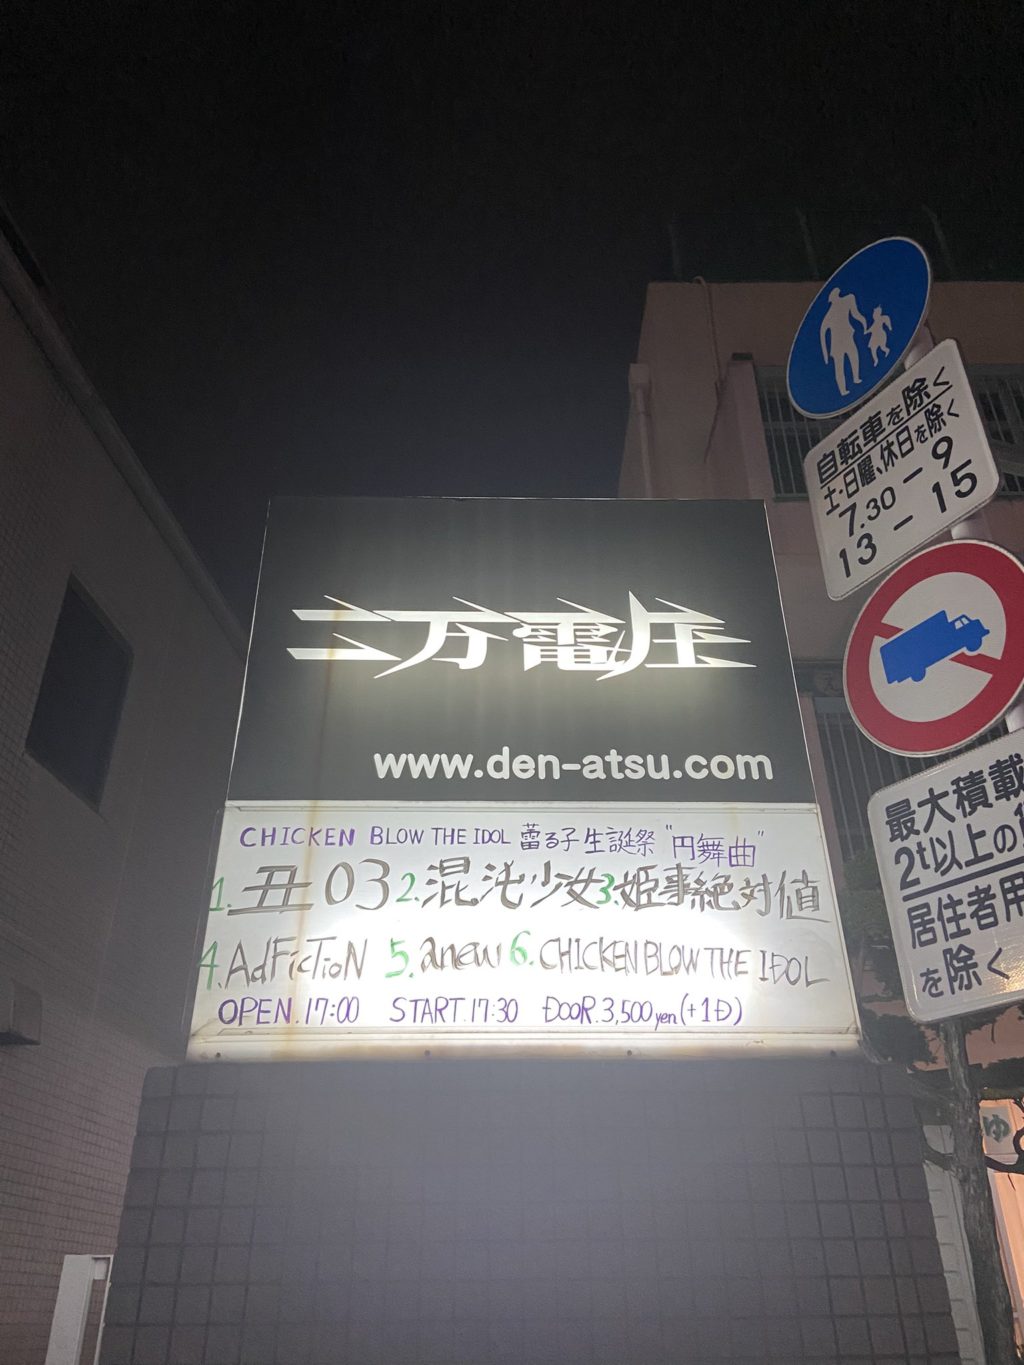 二万電圧
www.den-atsu.com
CHICKEN BLOW THE IDOL 蕾る子生誕祭 "円舞曲"
1. 丑03 2. 混沌少女 3. 姫事絶対値
4. AdFicTioN 5. anew 6. CHICKEN BLOW THE IDOL
OPEN. 17:00 START. 17:30 DOOR. 3,500yen (+1D)
自転車を除く
土・日曜、休日を除く
7.30 - 9
13 - 15
最大積載
2t以上の
居住者用
を除く
ゆ